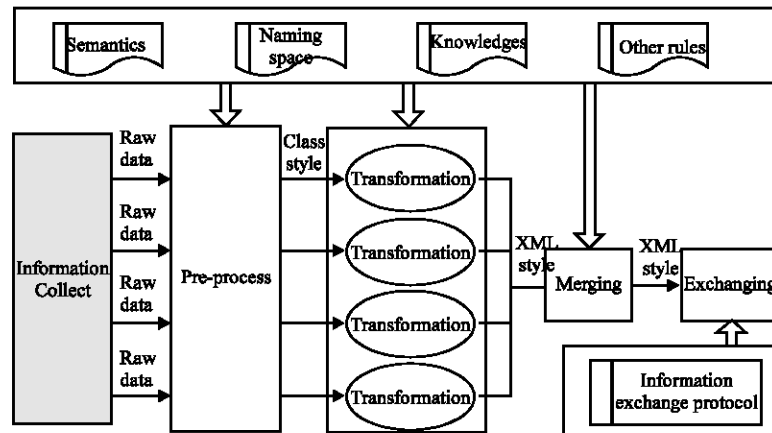 Semantics
Naming
space
Knowledges
Other rules
Raw
data
Raw
data
Raw
data
Raw
data
Information
Collect
Pre-process
Class
style
Transformation
Transformation
Transformation
Transformation
XML
style
Merging
XML
style
Exchanging
Information
exchange protocol